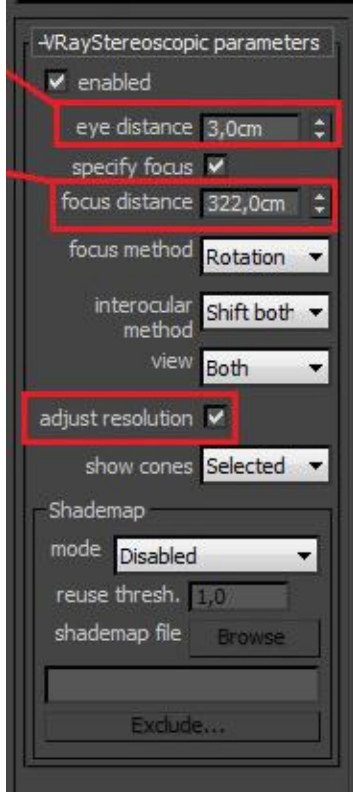 -VRayStereoscopic parameters
enabled
eye distance 3,0cm
specify focus
focus distance 322,0cm
focus method Rotation
interocular method Shift both
view Both
adjust resolution
show cones Selected
Shademap
mode Disabled
reuse thresh. 1,0
shademap file Browse
Exclude...